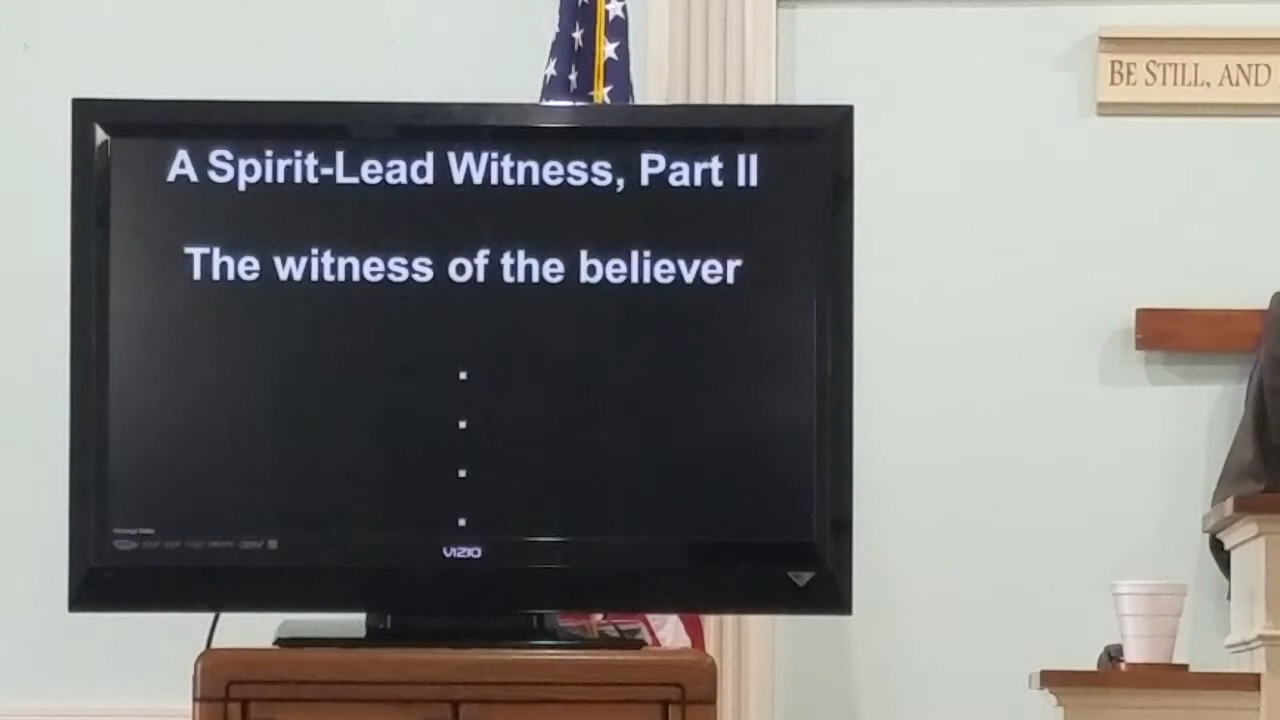 A Spirit-Lead Witness, Part II
The witness of the believer
VIZIO
BE STILL, AND